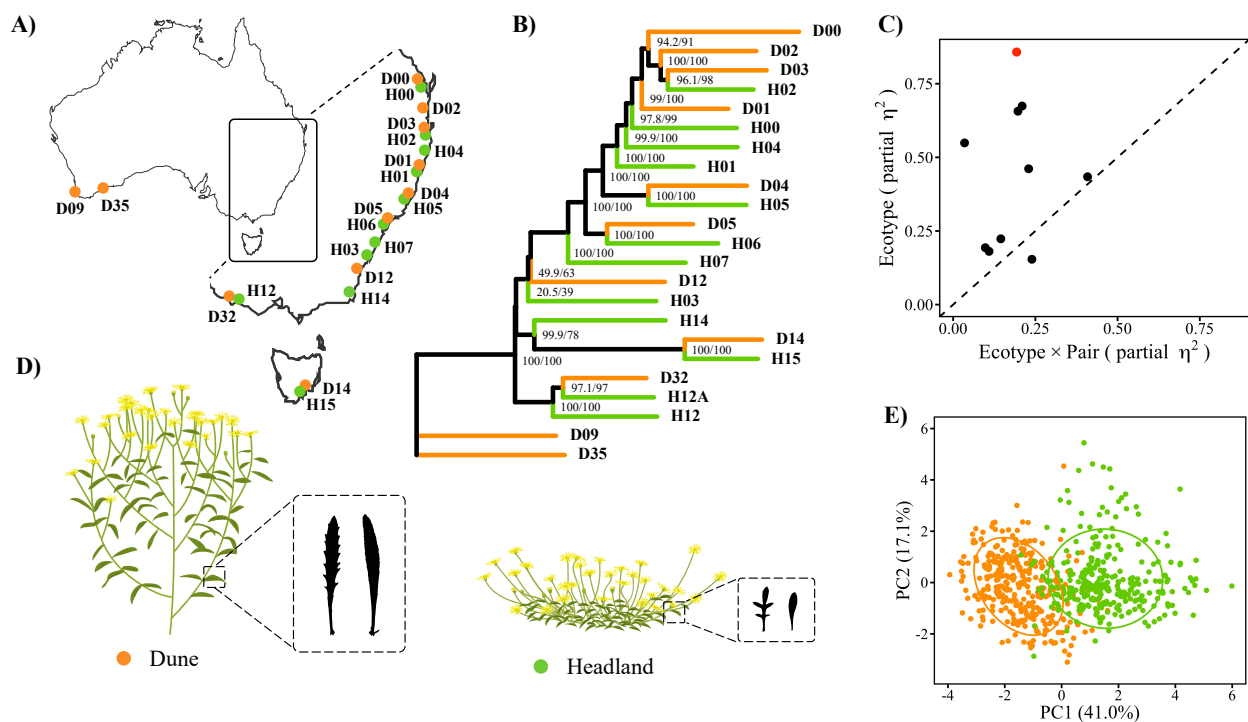 A)
D00
H00
D02
D03
H02
H04
D01
H01
D04
H05
D05
H06
H07
H03
D12
H14
H12
D32
D14
H15
D09
D35
B)
D00
94.2/91
D02
100/100
D03
96.1/98
H02
99/100
D01
97.8/99
H00
99.9/100
H04
100/100
H01
100/100
D04
100/100
100/100
H05
D05
100/100
H06
100/100
H07
49.9/63
D12
20.5/39
H03
H14
99.9/78
D14
100/100
100/100
H15
D32
97.1/97
H12A
100/100
H12
D09
D35
C)
Ecotype ( partial η2 )
0.75
0.50
0.25
0.00
0.00
0.25
0.50
0.75
Ecotype × Pair ( partial η2 )
D)
Dune
Headland
E)
PC2 (17.1%)
6
4
2
0
-2
-4
-2
0
2
4
6
PC1 (41.0%)